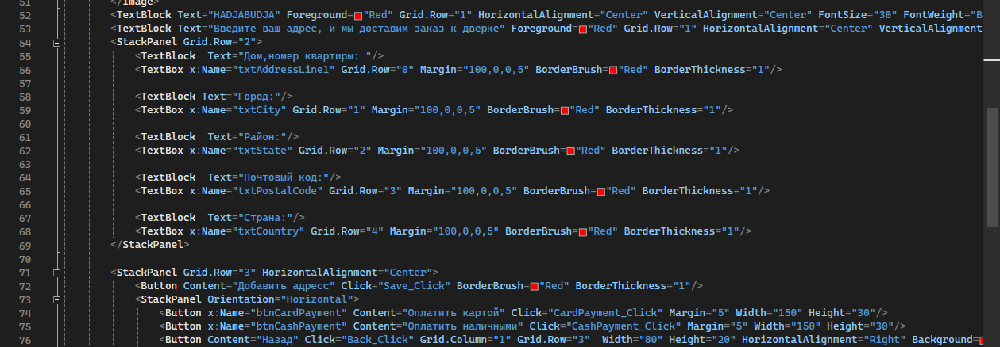 51 </Image>
52 <TextBlock Text="HADJABUDJA" Foreground="Red" Grid.Row="1" HorizontalAlignment="Center" VerticalAlignment="Center" FontSize="30" FontWeight="Bo
53 <TextBlock Text="Введите ваш адрес, и мы доставим заказ к дверке" Foreground="Red" Grid.Row="1" HorizontalAlignment="Center" VerticalAlignment
54 <StackPanel Grid.Row="2">
55 <TextBlock  Text="Дом,номер квартиры: "/>
56 <TextBox x:Name="txtAddressLine1" Grid.Row="0" Margin="100,0,0,5" BorderBrush="Red" BorderThickness="1"/>
57
58 <TextBlock Text="Город:"/>
59 <TextBox x:Name="txtCity" Grid.Row="1" Margin="100,0,0,5" BorderBrush="Red" BorderThickness="1"/>
60
61 <TextBlock  Text="Район:"/>
62 <TextBox x:Name="txtState" Grid.Row="2" Margin="100,0,0,5" BorderBrush="Red" BorderThickness="1"/>
63
64 <TextBlock  Text="Почтовый код:"/>
65 <TextBox x:Name="txtPostalCode" Grid.Row="3" Margin="100,0,0,5" BorderBrush="Red" BorderThickness="1"/>
66
67 <TextBlock  Text="Страна:"/>
68 <TextBox x:Name="txtCountry" Grid.Row="4" Margin="100,0,0,5" BorderBrush="Red" BorderThickness="1"/>
69 </StackPanel>
70
71 <StackPanel Grid.Row="3" HorizontalAlignment="Center">
72 <Button Content="Добавить адресс" Click="Save_Click" BorderBrush="Red" BorderThickness="1"/>
73 <StackPanel Orientation="Horizontal">
74 <Button x:Name="btnCardPayment" Content="Оплатить картой" Click="CardPayment_Click" Margin="5" Width="150" Height="30"/>
75 <Button x:Name="btnCashPayment" Content="Оплатить наличными" Click="CashPayment_Click" Margin="5" Width="150" Height="30"/>
76 <Button Content="Назад" Click="Back_Click" Grid.Column="1" Grid.Row="3"  Width="80" Height="20" HorizontalAlignment="Right" Background=